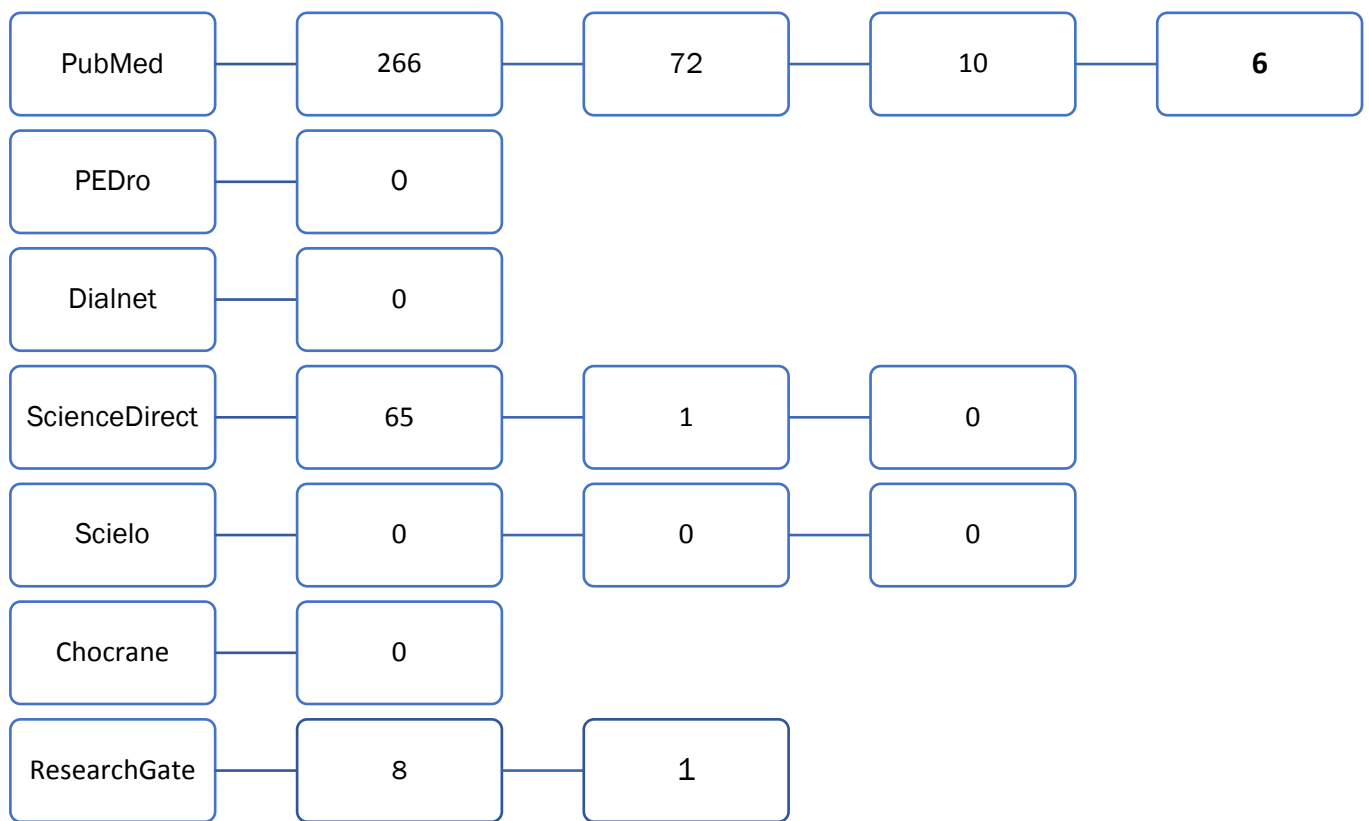 PubMed 266 72 10 6
PEDro 0
Dialnet 0
ScienceDirect 65 1 0
Scielo 0 0 0
Chocrane 0
ResearchGate 8 1